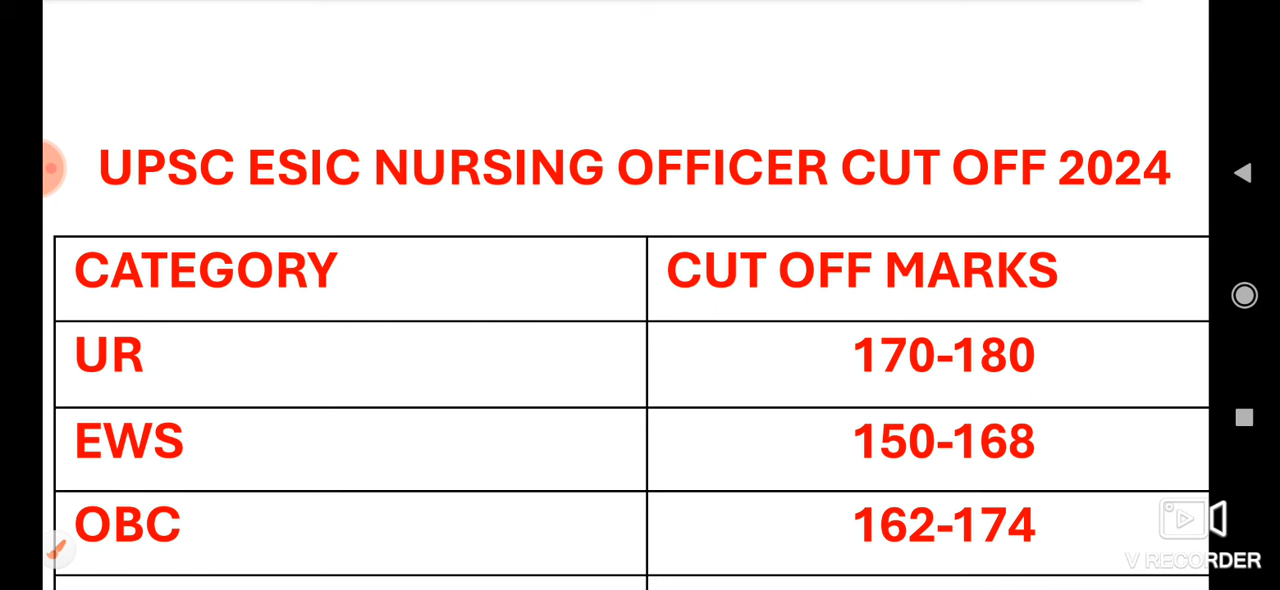 UPSC ESIC NURSING OFFICER CUT OFF 2024
CATEGORY CUT OFF MARKS
UR 170-180
EWS 150-168
OBC 162-174
V RECORDER